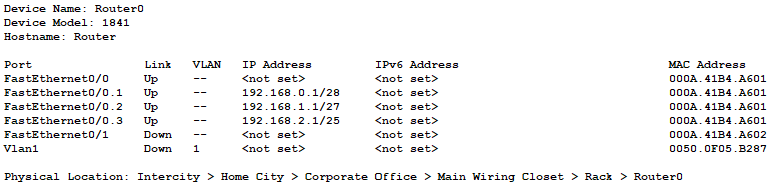 Device Name: Router0
Device Model: 1841
Hostname: Router
Port Link VLAN IP Address IPv6 Address MAC Address
FastEthernet0/0 Up -- <not set> <not set> 000A.41B4.A601
FastEthernet0/0.1 Up -- 192.168.0.1/28 <not set> 000A.41B4.A601
FastEthernet0/0.2 Up -- 192.168.1.1/27 <not set> 000A.41B4.A601
FastEthernet0/0.3 Up -- 192.168.2.1/25 <not set> 000A.41B4.A601
FastEthernet0/1 Down -- <not set> <not set> 000A.41B4.A602
Vlan1 Down 1 <not set> <not set> 0050.0F05.B287
Physical Location: Intercity > Home City > Corporate Office > Main Wiring Closet > Rack > Router0